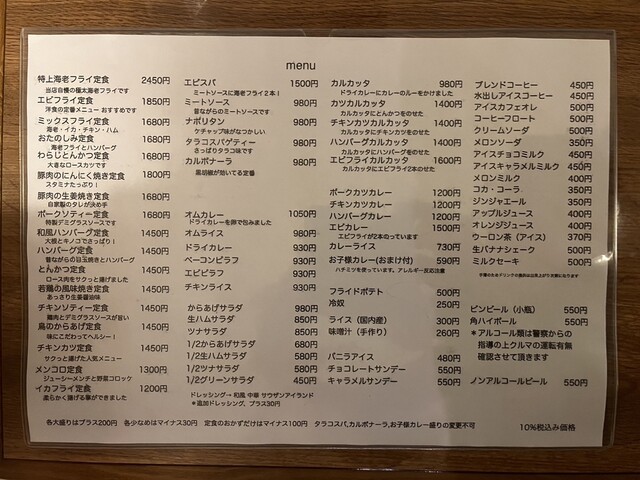 menu
特上海老フライ定食 2450円
当店自慢の極太海老フライです
エビフライ定食 1850円
洋食の定番メニュー おすすめです
ミックスフライ定食 1680円
海老・イカ・チキン・ハム
おたのしみ定食 1680円
海老フライとハンバーグ
わらじとんかつ定食 1680円
大きなロースカツです
豚肉のにんにく焼き定食 1800円
スタミナたっぷり！
豚肉の生姜焼き定食
自家製のタレが決め手
ポークソティー定食 1680円
特製デミグラスソースです
和風ハンバーグ定食 1450円
大根とキノコでさっぱり！
ハンバーグ定食 1450円
昔ながらの目玉焼きとハンバーグ
とんかつ定食 1450円
ロース肉をサクっと揚げました
若鶏の風味焼き定食 1450円
あっさり生姜醤油味
チキンソティー定食 1450円
鶏肉とデミグラスソースが旨い
鳥のからあげ定食 1450円
味にこだわってヘルシー！
チキンカツ定食 1450円
サクっと揚げた人気メニュー
メンコロ定食 1300円
ジューシーメンチと野菜コロッケ
イカフライ定食 1200円
柔らかく揚げる事ができました
エビスパ 1500円
ミートソースに海老フライ2本！
ミートソース 980円
昔ながらのミートソースです
ナポリタン 980円
ケチャップ味がなつかしい
タラコスパゲティー 980円
さっぱりタラコ味です
カルボナーラ 980円
黒胡椒が効いてる定番
オムカレー 1050円
ドライカレーを卵で包みました
オムライス 980円
ドライカレー 930円
ベーコンピラフ 930円
エビピラフ 930円
チキンライス 930円
からあげサラダ 980円
生ハムサラダ 850円
ツナサラダ 850円
1/2からあげサラダ 680円
1/2生ハムサラダ 580円
1/2ツナサラダ 580円
1/2グリーンサラダ 450円
ドレッシング→ 和風 中華 サウザンアイランド
＊追加ドレッシング、プラス30円
カルカッタ 980円
ドライカレーにカレーのルーをかけました
カツカルカッタ 1400円
カルカッタにとんかつをのせた
チキンカツカルカッタ 1400円
カルカッタにチキンカツをのせた
ハンバーグカルカッタ 1400円
カルカッタにハンバーグをのせた
エビフライカルカッタ 1600円
カルカッタにエビフライ2本のせた
ポークカツカレー 1200円
チキンカツカレー 1200円
ハンバーグカレー 1200円
エビカレー 1500円
エビフライが2本のっています
カレーライス 730円
お子様カレー(おまけ付) 590円
ハチミツを使っています。アレルギー反応注意
フライドポテト 500円
冷奴 250円
ライス（国内産） 300円
味噌汁（手作り） 260円
バニラアイス 480円
チョコレートサンデー 550円
キャラメルサンデー 550円
ブレンドコーヒー 450円
水出しアイスコーヒー 450円
アイスカフェオレ 500円
コーヒーフロート 500円
クリームソーダ 500円
メロンソーダ 350円
アイスチョコミルク 450円
アイスキャラメルミルク 450円
メロンミルク 400円
コカ・コーラ 350円
ジンジャエール 350円
アップルジュース 400円
オレンジジュース 400円
ウーロン茶（アイス） 370円
生バナナシェーク 500円
ミルクセーキ 500円
ビンビール（小瓶） 550円
角ハイボール 550円
＊アルコール類は警察からの
指導の上クルマの運転有無
確認させて頂きます
ノンアルコールビール 550円
各大盛りはプラス200円 各少なめはマイナス30円 定食のおかずだけはマイナス100円 タラコスパ,カルボナーラ,お子様カレー盛りの変更不可
10%税込み価格